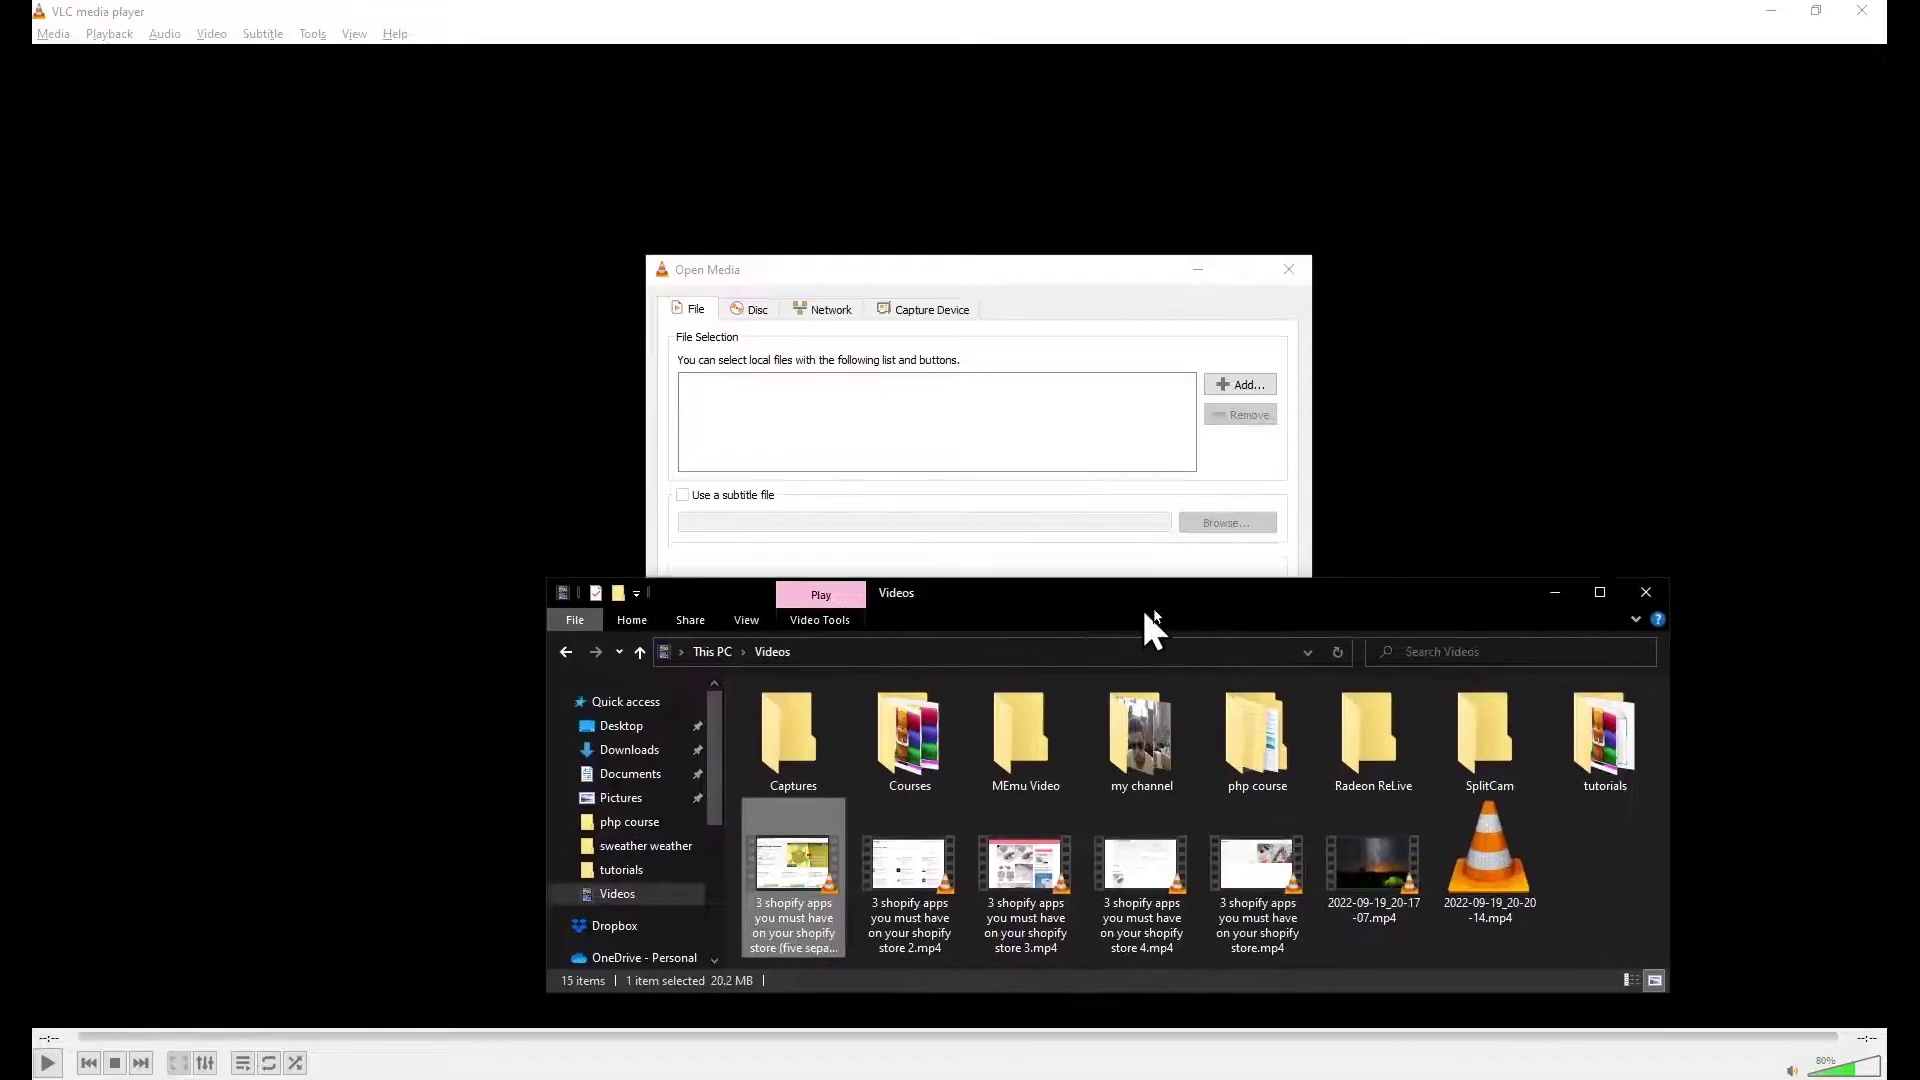 VLC media player
Media Playback Audio Video Subtitle Tools View Help
Open Media
File Disc Network Capture Device
File Selection
You can select local files with the following list and buttons.
Add...
Remove
Use a subtitle file
Browse...
Play Videos
File Home Share View Video Tools
This PC Videos
Search Videos
Quick access
Desktop
Downloads
Documents
Pictures
php course
sweather weather
tutorials
Videos
Dropbox
OneDrive - Personal
Captures
Courses
MEmu Video
my channel
php course
Radeon ReLive
SplitCam
tutorials
3 shopify apps
you must have
on your shopify
store (five sepa...
3 shopify apps
you must have
on your shopify
store 2.mp4
3 shopify apps
you must have
on your shopify
store 3.mp4
3 shopify apps
you must have
on your shopify
store 4.mp4
3 shopify apps
you must have
on your shopify
store.mp4
2022-09-19_20-17
-07.mp4
2022-09-19_20-20
-14.mp4
15 items 1 item selected 20.2 MB
--:-- --:--
80%